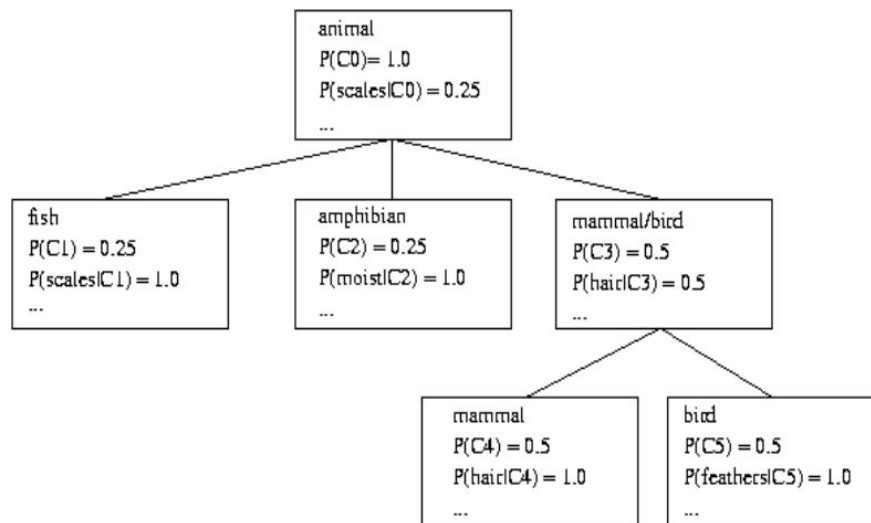 animal
P(C0)= 1.0
P(scales|C0) = 0.25
...
fish
P(C1) = 0.25
P(scales|C1) = 1.0
...
amphibian
P(C2) = 0.25
P(moist|C2) = 1.0
...
mammal/bird
P(C3) = 0.5
P(hair|C3) = 0.5
...
mammal
P(C4) = 0.5
P(hair|C4) = 1.0
...
bird
P(C5) = 0.5
P(feathers|C5) = 1.0
...